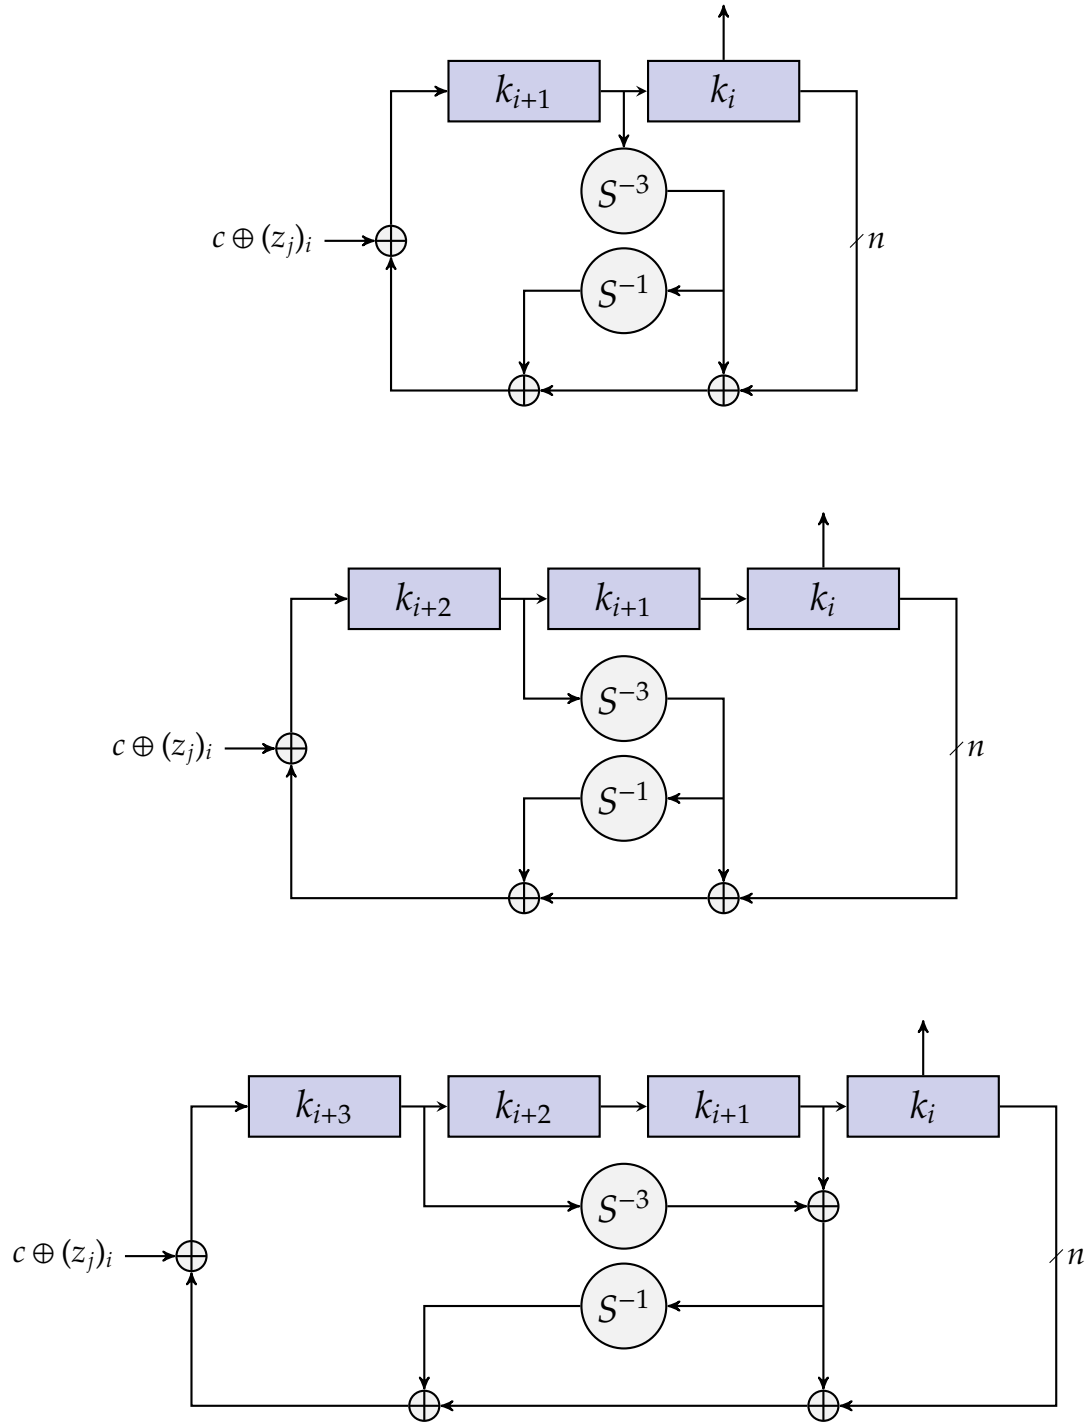 k_{i+1} k_i
S^{-3}
c ⊕ (z_j)_i n
S^{-1}
k_{i+2} k_{i+1} k_i
S^{-3}
c ⊕ (z_j)_i n
S^{-1}
k_{i+3} k_{i+2} k_{i+1} k_i
S^{-3}
c ⊕ (z_j)_i n
S^{-1}